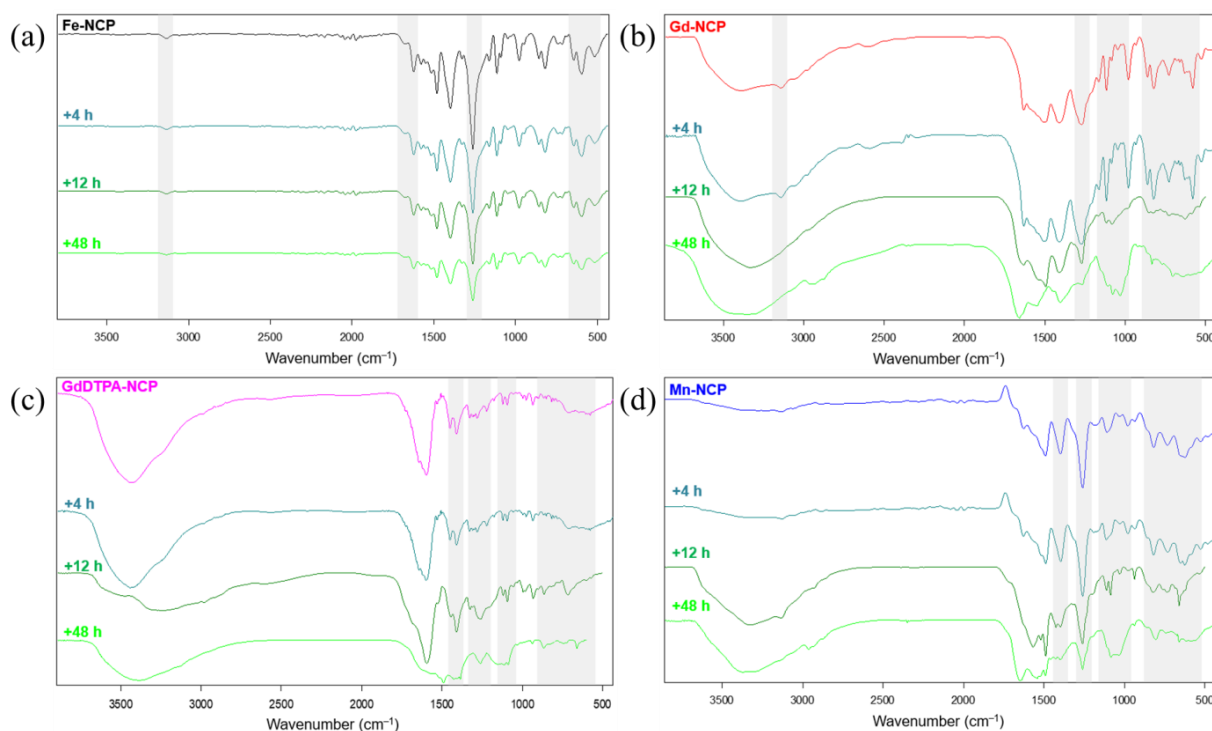 (a)
Fe-NCP
+4 h
+12 h
+48 h
3500 3000 2500 2000 1500 1000 500
Wavenumber (cm⁻¹)
(b)
Gd-NCP
+4 h
+12 h
+48 h
3500 3000 2500 2000 1500 1000 500
Wavenumber (cm⁻¹)
(c)
GdDTPA-NCP
+4 h
+12 h
+48 h
3500 3000 2500 2000 1500 1000 500
Wavenumber (cm⁻¹)
(d)
Mn-NCP
+4 h
+12 h
+48 h
3500 3000 2500 2000 1500 1000 500
Wavenumber (cm⁻¹)